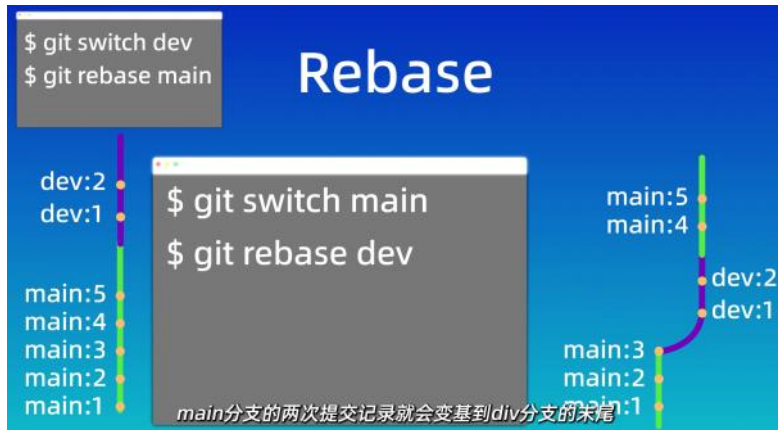 $ git switch dev
$ git rebase main
Rebase
dev:2
dev:1
main:5
main:4
main:3
main:2
main:1
$ git switch main
$ git rebase dev
main:5
main:4
dev:2
dev:1
main:3
main:2
main:1
main分支的两次提交记录就会变基到div分支的末尾